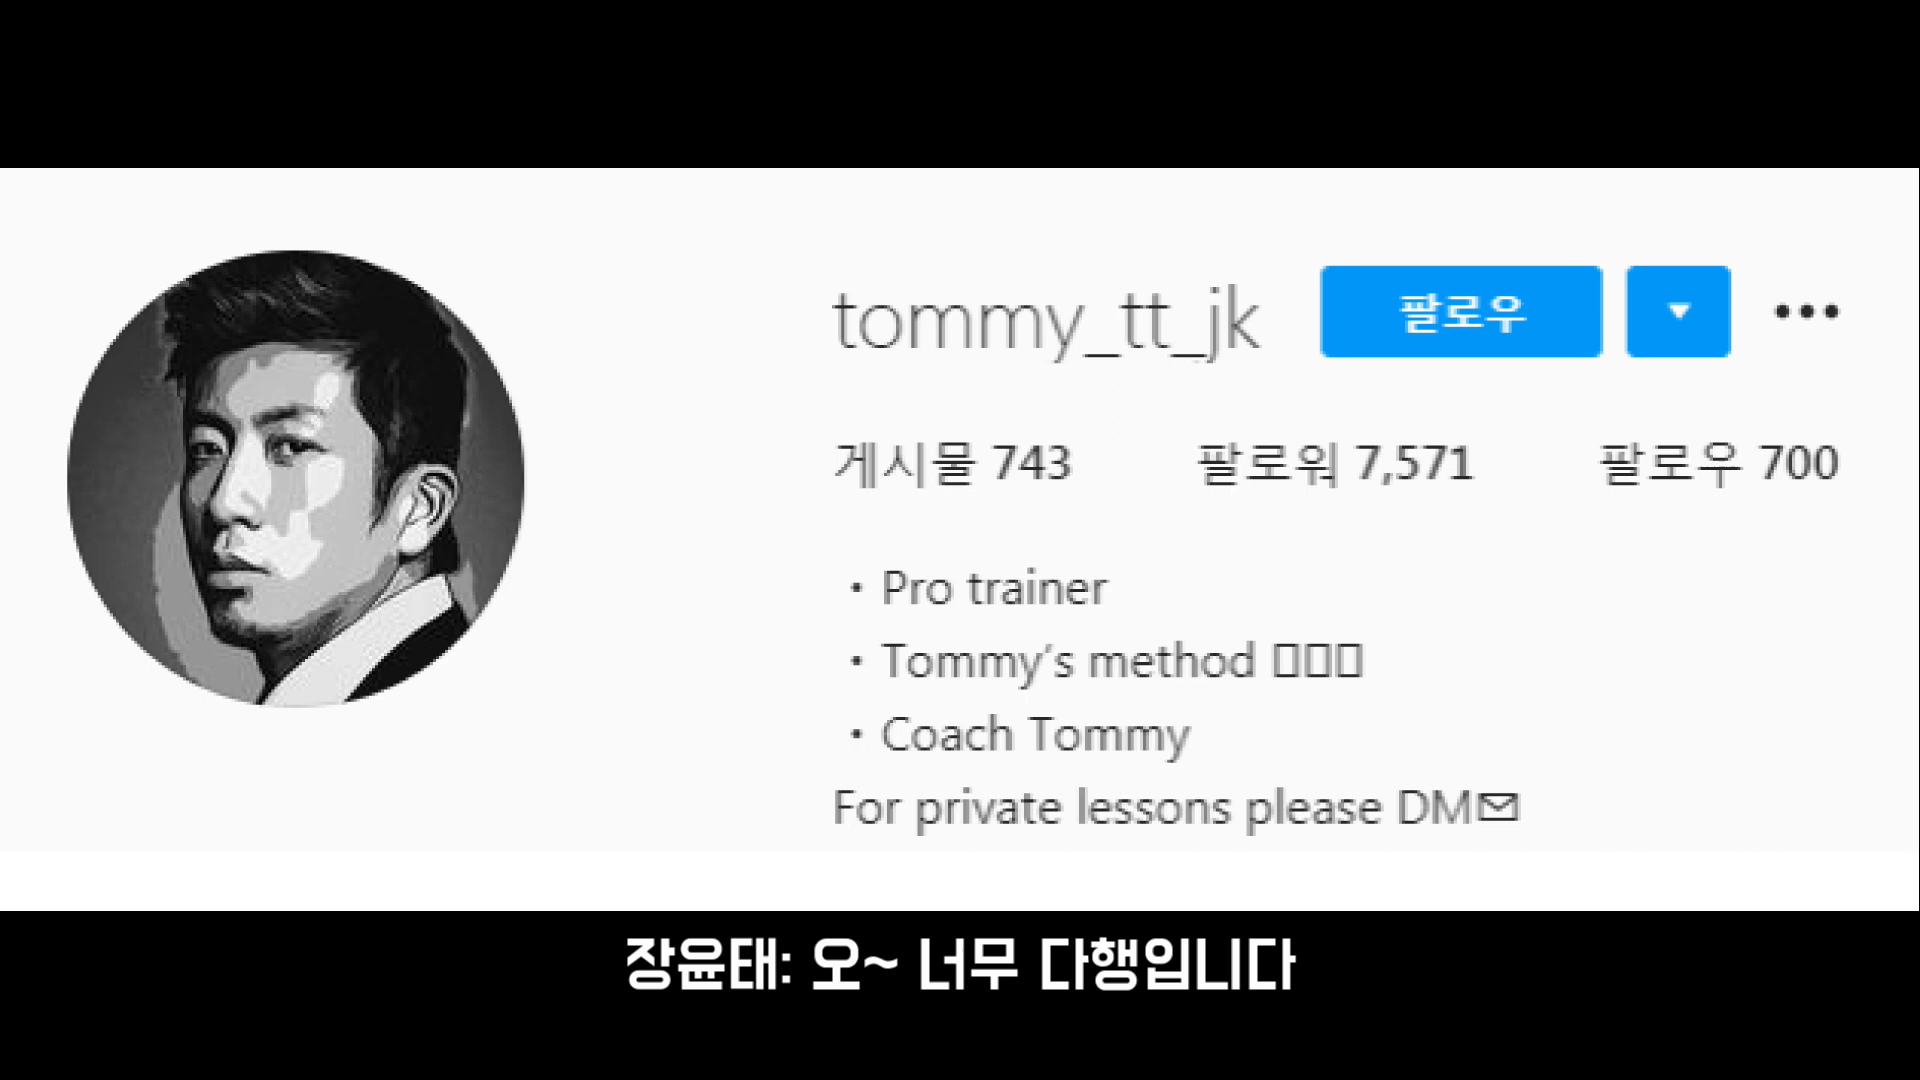 tommy_tt_jk 팔로우
게시물 743 팔로워 7,571 팔로우 700
・Pro trainer
・Tommy's method □□□
・Coach Tommy
For private lessons please DM✉
장윤태: 오~ 너무 다행입니다